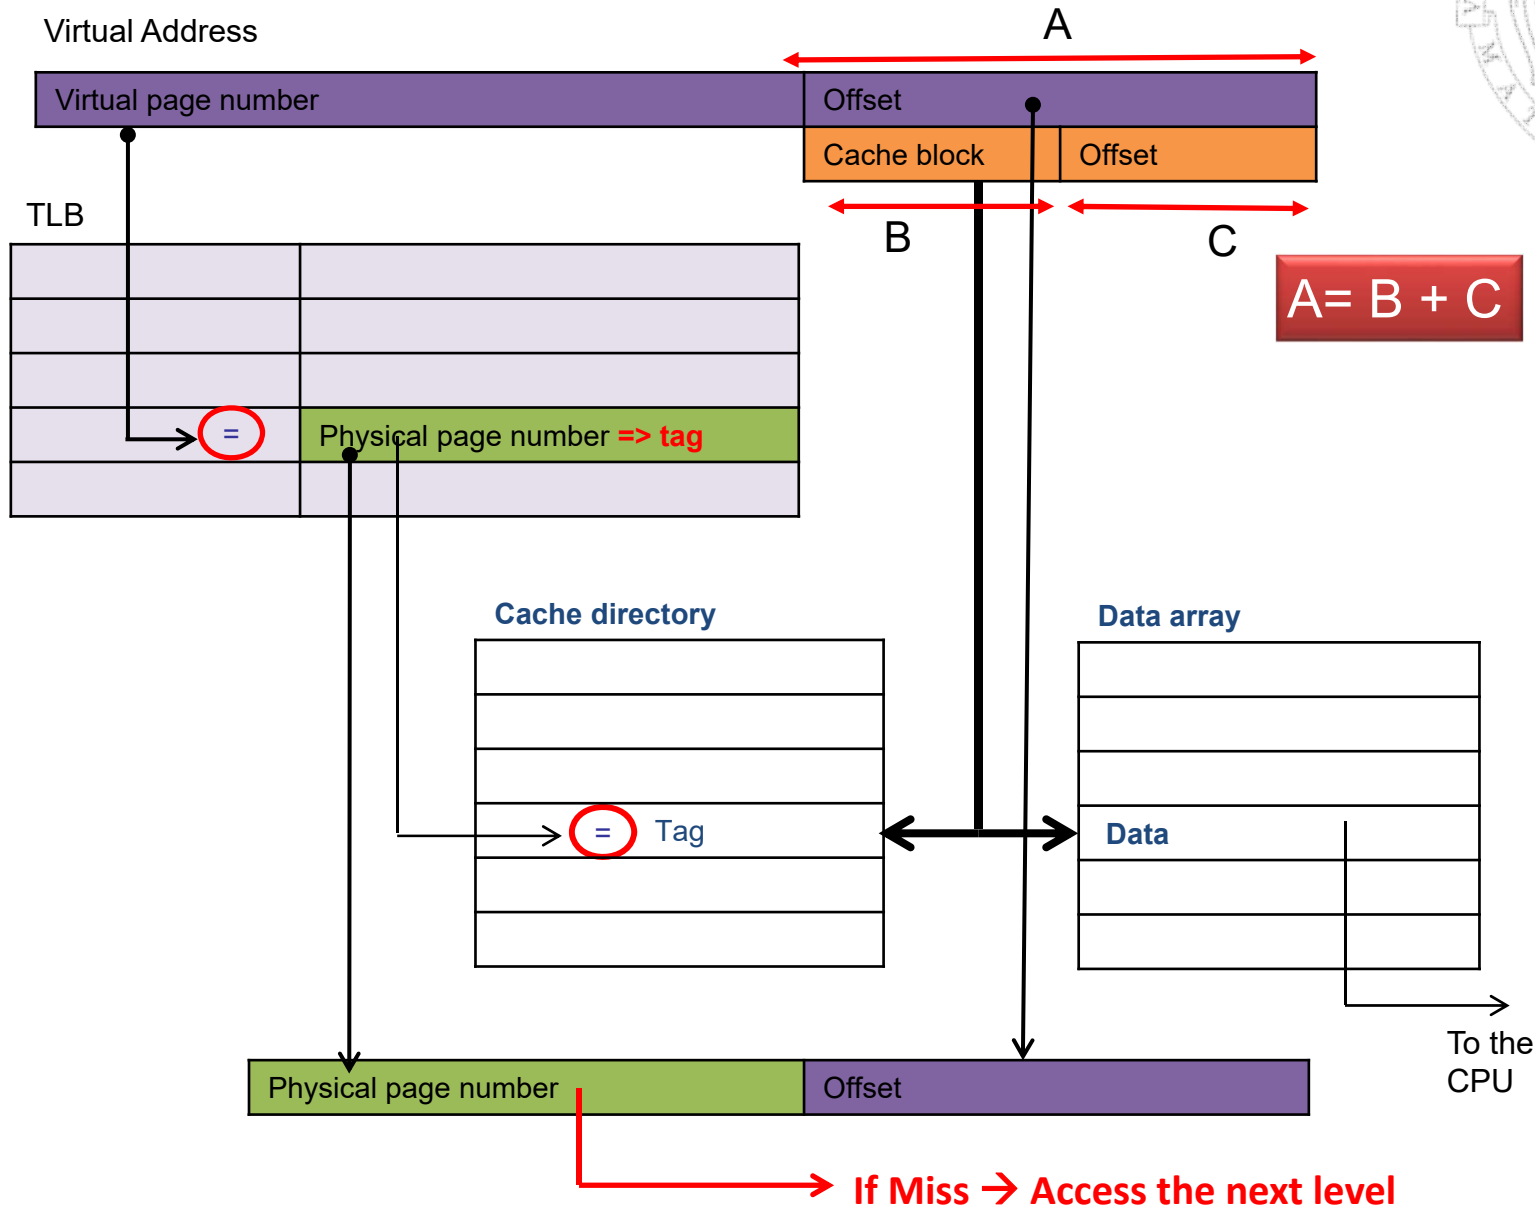 Virtual Address
A
Virtual page number
Offset
Cache block
Offset
TLB
B
C
A= B + C
=
Physical page number => tag
Cache directory
Data array
=
Tag
Data
To the
CPU
Physical page number
Offset
If Miss → Access the next level